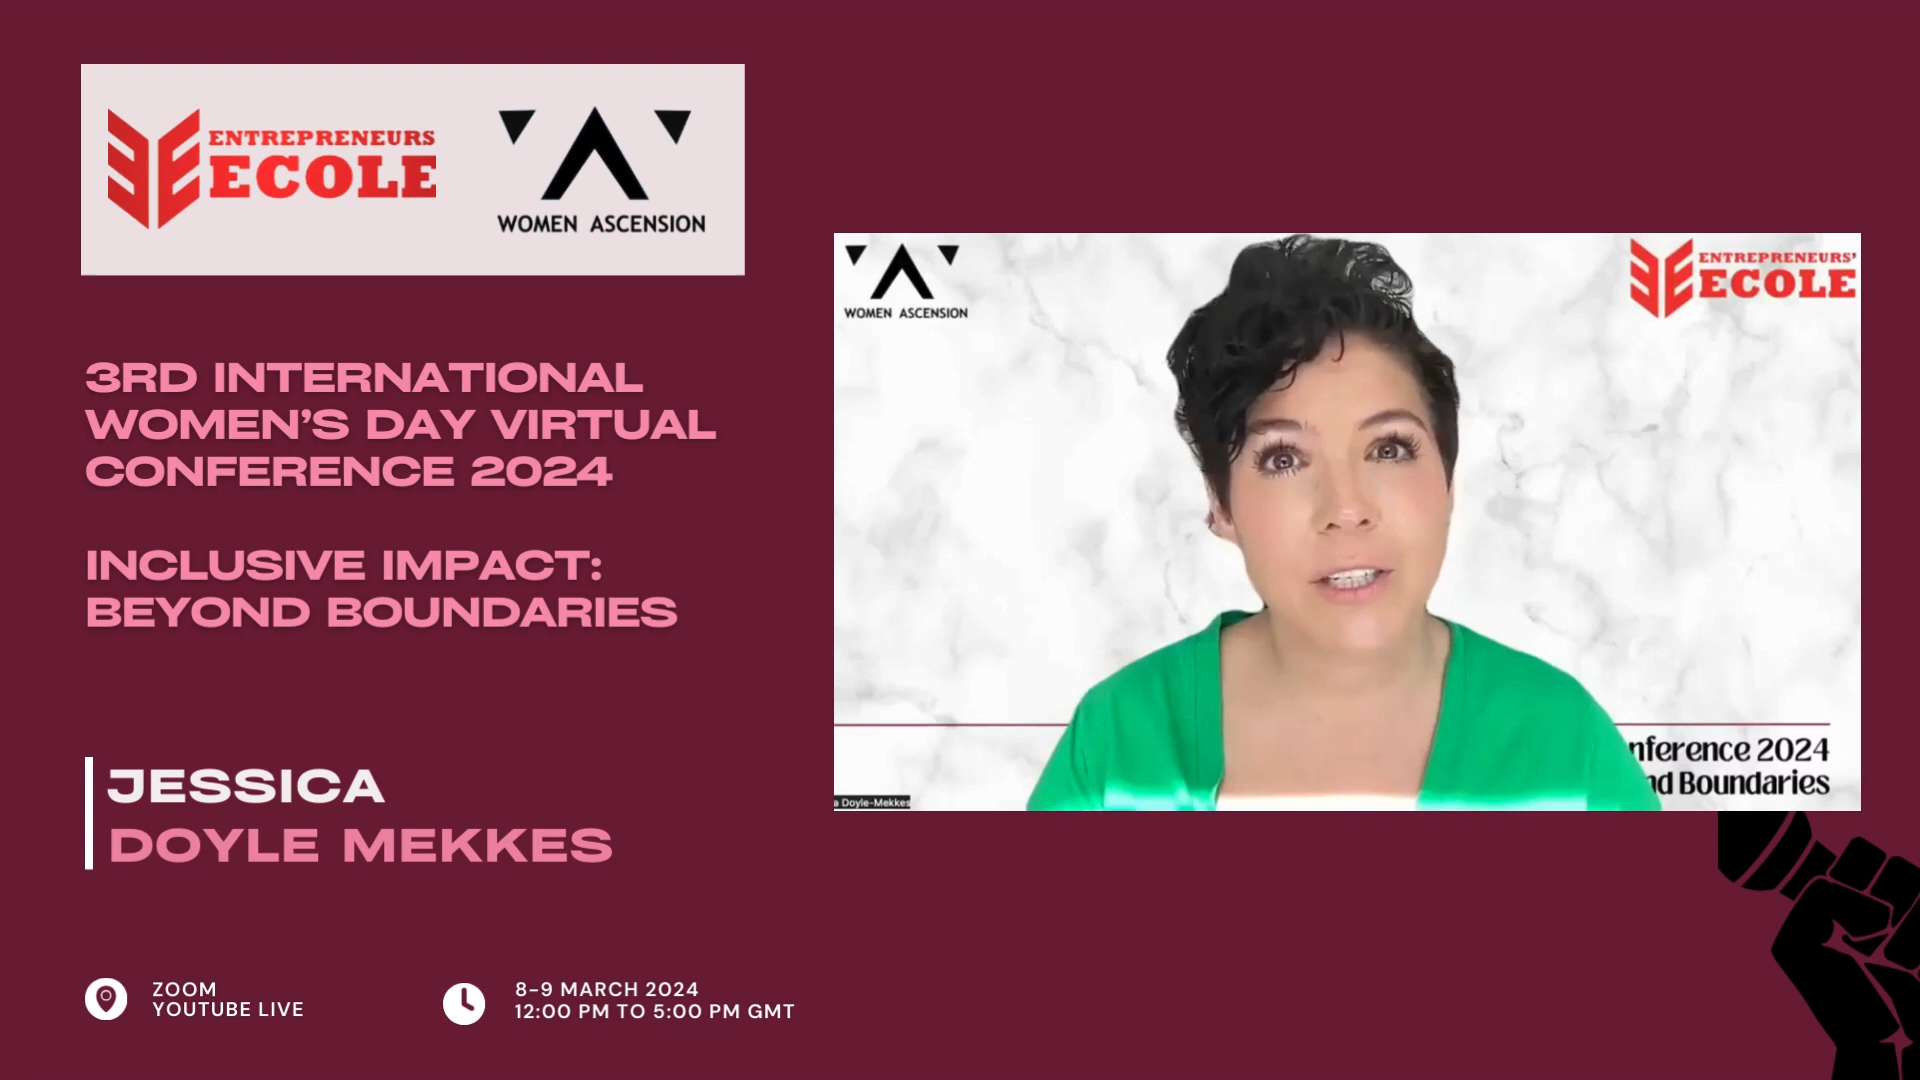 ENTREPRENEURS
ECOLE
WOMEN ASCENSION
3RD INTERNATIONAL
WOMEN'S DAY VIRTUAL
CONFERENCE 2024
INCLUSIVE IMPACT:
BEYOND BOUNDARIES
JESSICA
DOYLE MEKKES
ZOOM
YOUTUBE LIVE
8-9 MARCH 2024
12:00 PM TO 5:00 PM GMT
WOMEN ASCENSION
ENTREPRENEURS'
ECOLE
nference 2024
nd Boundaries
a Doyle-Mekkes